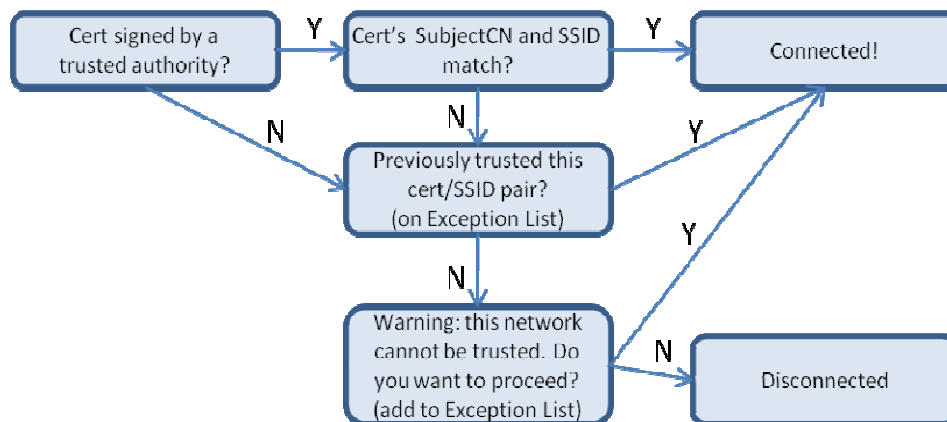 Cert signed by a
trusted authority?
Y
Cert's SubjectCN and SSID
match?
Y
Connected!
N
N
Previously trusted this
cert/SSID pair?
(on Exception List)
Y
Y
N
Warning: this network
cannot be trusted. Do
you want to proceed?
(add to Exception List)
N
Disconnected